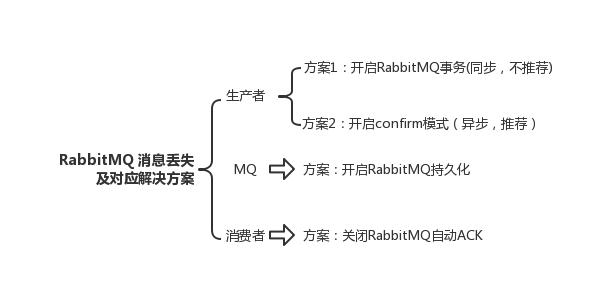 RabbitMQ 消息丢失
及对应解决方案
生产者
方案1：开启RabbitMQ事务(同步，不推荐)
方案2：开启confirm模式（异步，推荐）
MQ
方案：开启RabbitMQ持久化
消费者
方案：关闭RabbitMQ自动ACK